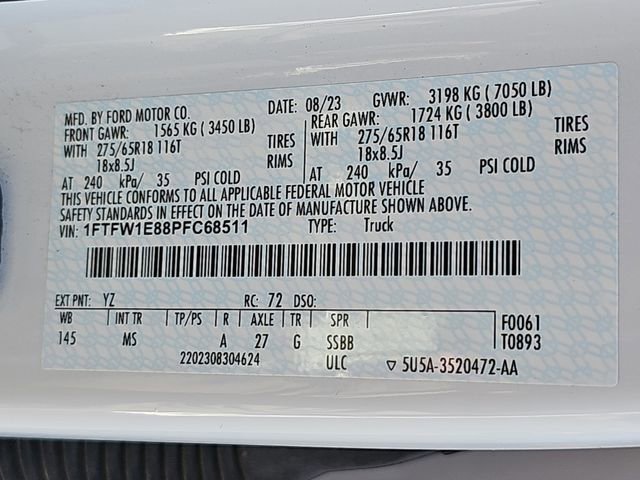 MFD. BY FORD MOTOR CO. DATE: 08/23 GVWR: 3198 KG ( 7050 LB)
FRONT GAWR: 1565 KG ( 3450 LB) REAR GAWR: 1724 KG ( 3800 LB)
WITH 275/65R18 116T TIRES 275/65R18 116T TIRES
18x8.5J RIMS 18x8.5J RIMS
AT 240 kPa/ 35 PSI COLD AT 240 kPa/ 35 PSI COLD
THIS VEHICLE CONFORMS TO ALL APPLICABLE FEDERAL MOTOR VEHICLE
SAFETY STANDARDS IN EFFECT ON THE DATE OF MANUFACTURE SHOWN ABOVE.
VIN: 1FTFW1E88PFC68511 TYPE: Truck
EXT PNT: YZ RC: 72 DSO:
WB INT TR TP/PS R AXLE TR SPR F0061
145 MS A 27 G SSBB T0893
2202308304624 ULC 5U5A-3520472-AA